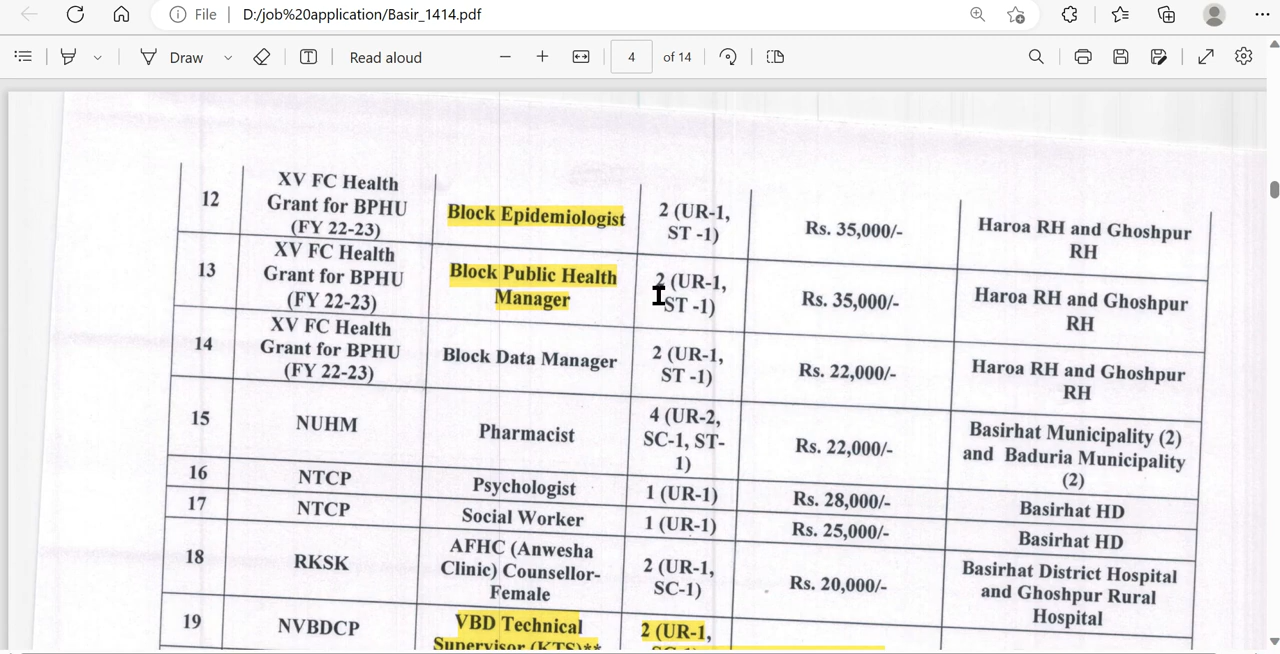 File D:/job%20application/Basir_1414.pdf
Draw Read aloud 4 of 14
12
XV FC Health
Grant for BPHU
(FY 22-23)
Block Epidemiologist
2 (UR-1,
ST -1)
Rs. 35,000/-
Haroa RH and Ghoshpur
RH
13
XV FC Health
Grant for BPHU
(FY 22-23)
Block Public Health
Manager
2 (UR-1,
ST -1)
Rs. 35,000/-
Haroa RH and Ghoshpur
RH
14
XV FC Health
Grant for BPHU
(FY 22-23)
Block Data Manager
2 (UR-1,
ST -1)
Rs. 22,000/-
Haroa RH and Ghoshpur
RH
15
NUHM
Pharmacist
4 (UR-2,
SC-1, ST-
1)
Rs. 22,000/-
Basirhat Municipality (2)
and Baduria Municipality
(2)
16
NTCP
Psychologist
1 (UR-1)
Rs. 28,000/-
Basirhat HD
17
NTCP
Social Worker
1 (UR-1)
Rs. 25,000/-
Basirhat HD
18
RKSK
AFHC (Anwesha
Clinic) Counsellor-
Female
2 (UR-1,
SC-1)
Rs. 20,000/-
Basirhat District Hospital
and Ghoshpur Rural
Hospital
19
NVBDCP
VBD Technical
Supervisor (KTS)**
2 (UR-1,